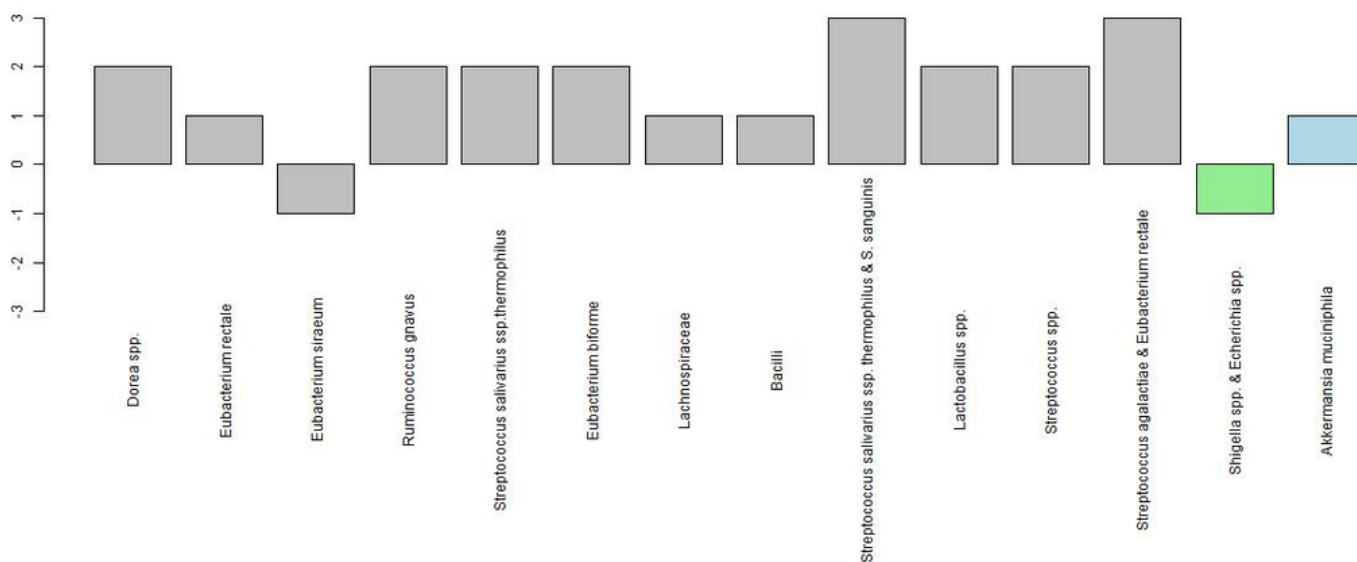 3
2
1
0
-1
-2
-3
Dorea spp.
Eubacterium rectale
Eubacterium siraeum
Ruminococcus gnavus
Streptococcus salivarius ssp.thermophilus
Eubacterium biforme
Lachnospiraceae
Bacilli
Streptococcus salivarius ssp. thermophilus & S. sanguinis
Lactobacillus spp.
Streptococcus spp.
Streptococcus agalactiae & Eubacterium rectale
Shigella spp. & Echerichia spp.
Akkermansia muciniphila